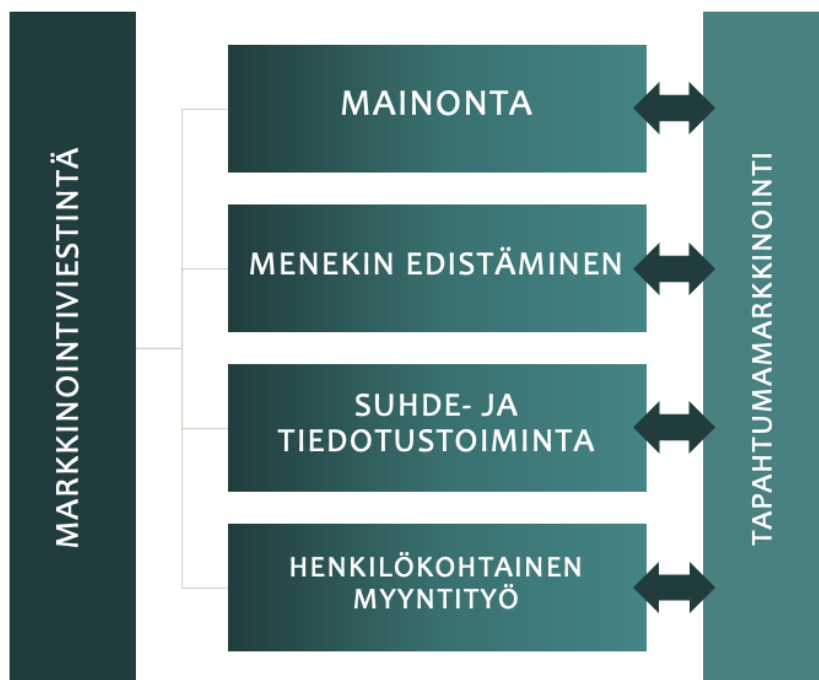 MARKKINOINTIVIESTINTÄ
MAINONTA
MENEKIN EDISTÄMINEN
SUHDE- JA
TIEDOTUSTOIMINTA
HENKILÖKOHTAINEN
MYYNTITYÖ
TAPAHTUMAMARKKINOINTI